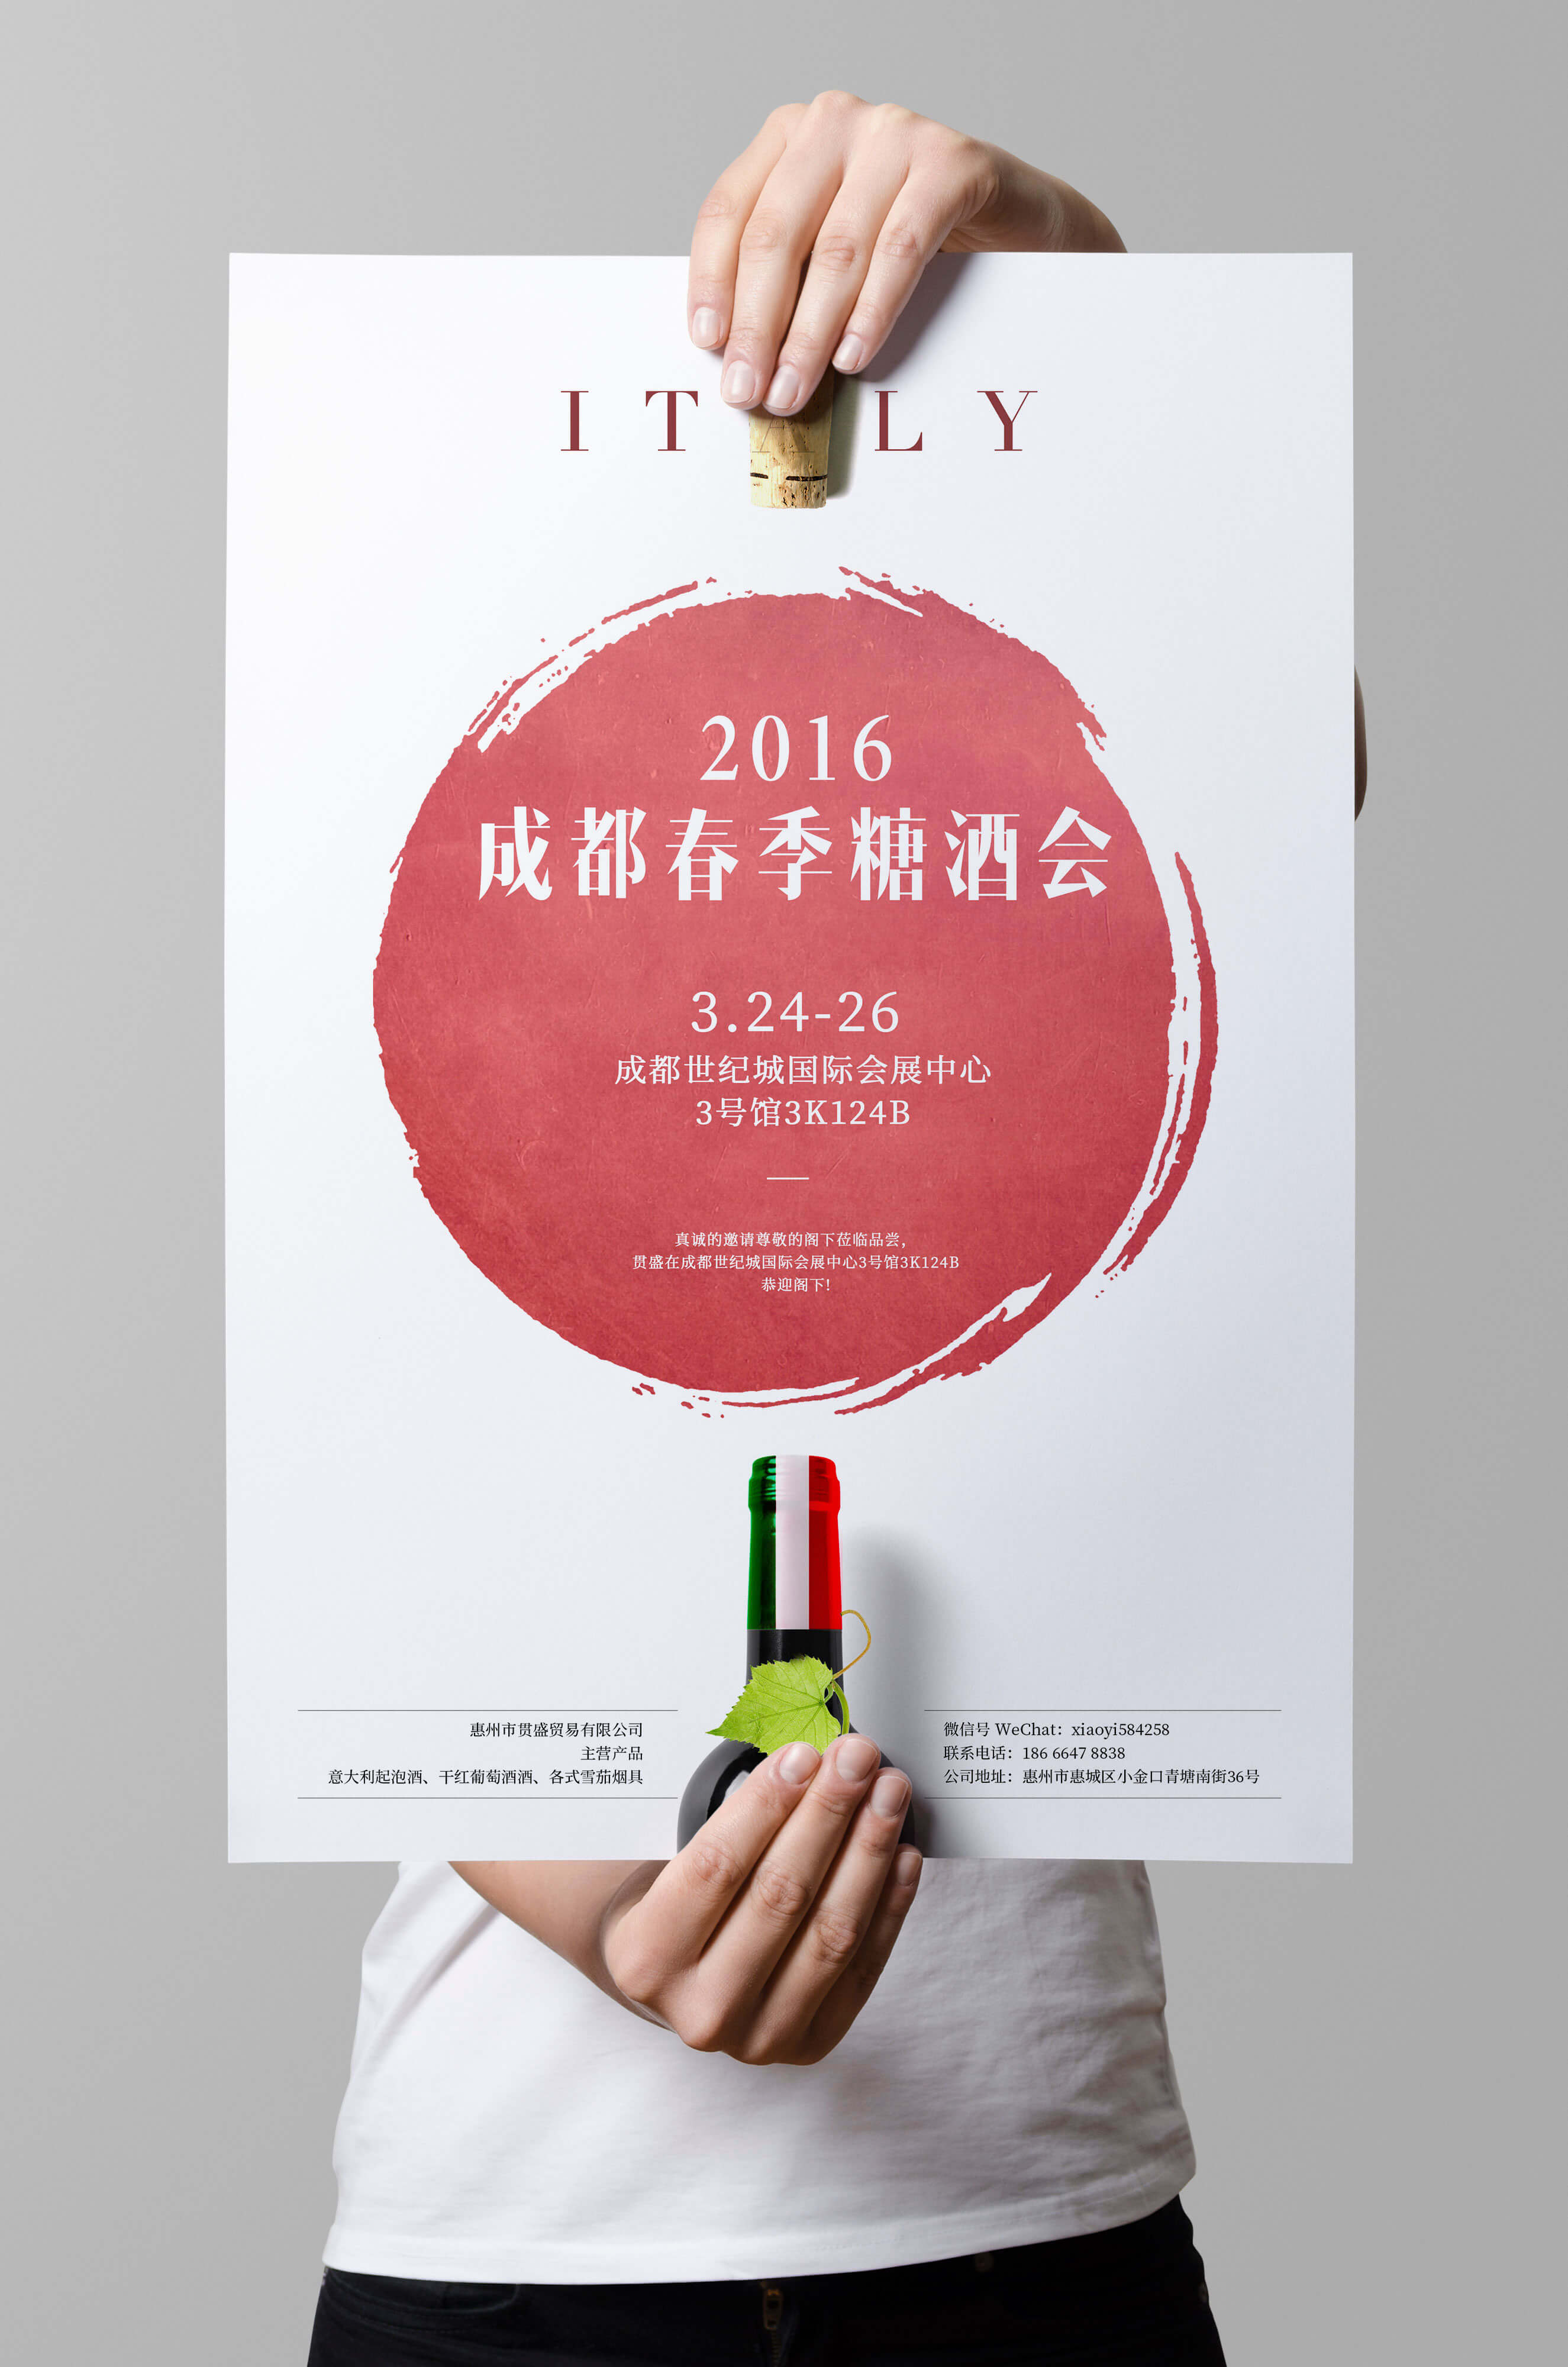 ITALY
2016
成都春季糖酒会
3.24-26
成都世纪城国际会展中心
3号馆3K124B
真诚的邀请尊敬的阁下莅临品尝，
贯盛在成都世纪城国际会展中心3号馆3K124B
恭迎阁下！
惠州市贯盛贸易有限公司
主营产品
意大利起泡酒、干红葡萄酒酒、各式雪茄烟具
微信号 WeChat：xiaoyi584258
联系电话：186 6647 8838
公司地址：惠州市惠城区小金口青塘南街36号